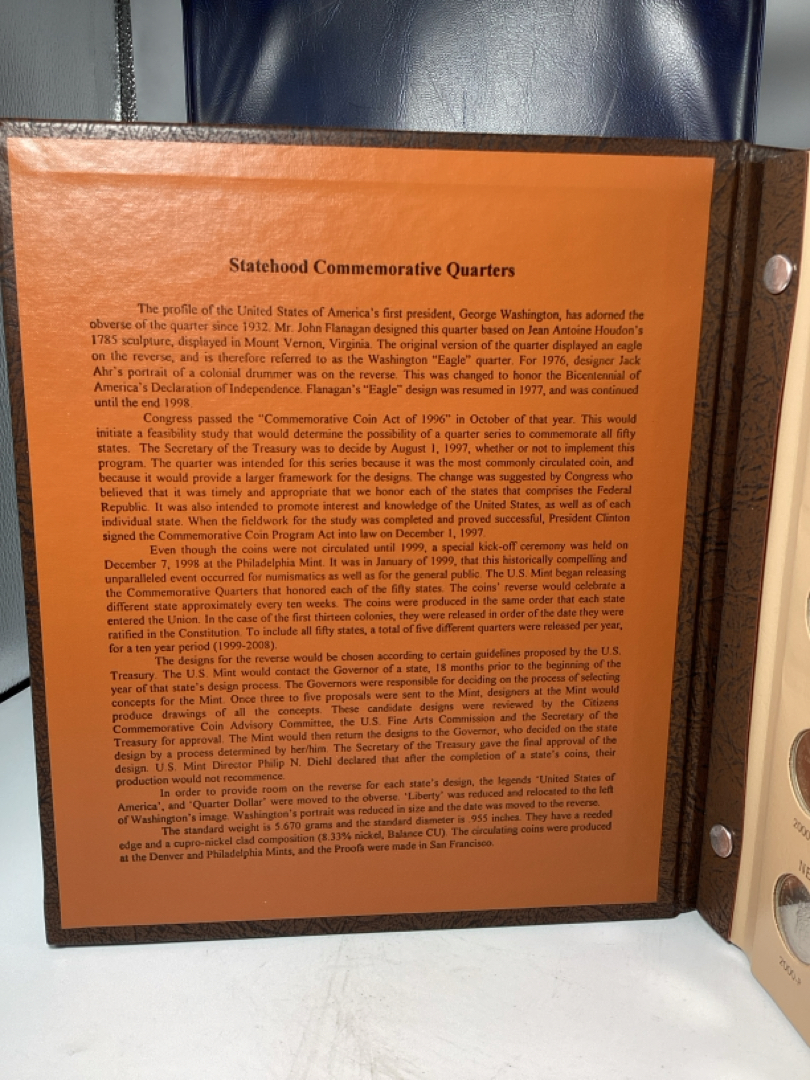 Statehood Commemorative Quarters
The profile of the United States of America's first president, George Washington, has adorned the
obverse of the quarter since 1932. Mr. John Flanagan designed this quarter based on Jean Antoine Houdon's
1785 sculpture, displayed in Mount Vernon, Virginia. The original version of the quarter displayed an eagle
on the reverse, and is therefore referred to as the Washington "Eagle" quarter. For 1976, designer Jack
Ahr's portrait of a colonial drummer was on the reverse. This was changed to honor the Bicentennial of
America's Declaration of Independence. Flanagan's "Eagle" design was resumed in 1977, and was continued
until the end 1998.
Congress passed the "Commemorative Coin Act of 1996" in October of that year. This would
initiate a feasibility study that would determine the possibility of a quarter series to commemorate all fifty
states. The Secretary of the Treasury was to decide by August 1, 1997, whether or not to implement this
program. The quarter was intended for this series because it was the most commonly circulated coin, and
because it would provide a larger framework for the designs. The change was suggested by Congress who
believed that it was timely and appropriate that we honor each of the states that comprises the Federal
Republic. It was also intended to promote interest and knowledge of the United States, as well as of each
individual state. When the fieldwork for the study was completed and proved successful, President Clinton
signed the Commemorative Coin Program Act into law on December 1, 1997.
Even though the coins were not circulated until 1999, a special kick-off ceremony was held on
December 7, 1998 at the Philadelphia Mint. It was in January of 1999, that this historically compelling and
unparalleled event occurred for numismatics as well as for the general public. The U.S. Mint began releasing
the Commemorative Quarters that honored each of the fifty states. The coins' reverse would celebrate a
different state approximately every ten weeks. The coins were produced in the same order that each state
entered the Union. In the case of the first thirteen colonies, they were released in order of the date they were
ratified in the Constitution. To include all fifty states, a total of five different quarters were released per year,
for a ten year period (1999-2008).
The designs for the reverse would be chosen according to certain guidelines proposed by the U.S.
Treasury. The U.S. Mint would contact the Governor of a state, 18 months prior to the beginning of the
year of that state's design process. The Governors were responsible for deciding on the process of selecting
concepts for the Mint. Once three to five proposals were sent to the Mint, designers at the Mint would
produce drawings of all the concepts. These candidate designs were reviewed by the Citizens
Commemorative Coin Advisory Committee, the U.S. Fine Arts Commission and the Secretary of the
Treasury for approval. The Mint would then return the designs to the Governor, who decided on the state
design by a process determined by her/him. The Secretary of the Treasury gave the final approval of the
design. U.S. Mint Director Philip N. Diehl declared that after the completion of a state's coins, their
production would not recommence.
In order to provide room on the reverse for each state's design, the legends 'United States of
America', and 'Quarter Dollar' were moved to the obverse. 'Liberty' was reduced and relocated to the left
of Washington's image. Washington's portrait was reduced in size and the date was moved to the reverse.
The standard weight is 5.670 grams and the standard diameter is .955 inches. They have a reeded
edge and a cupro-nickel clad composition (8.33% nickel, Balance CU). The circulating coins were produced
at the Denver and Philadelphia Mints, and the Proofs were made in San Francisco.
2000
NE